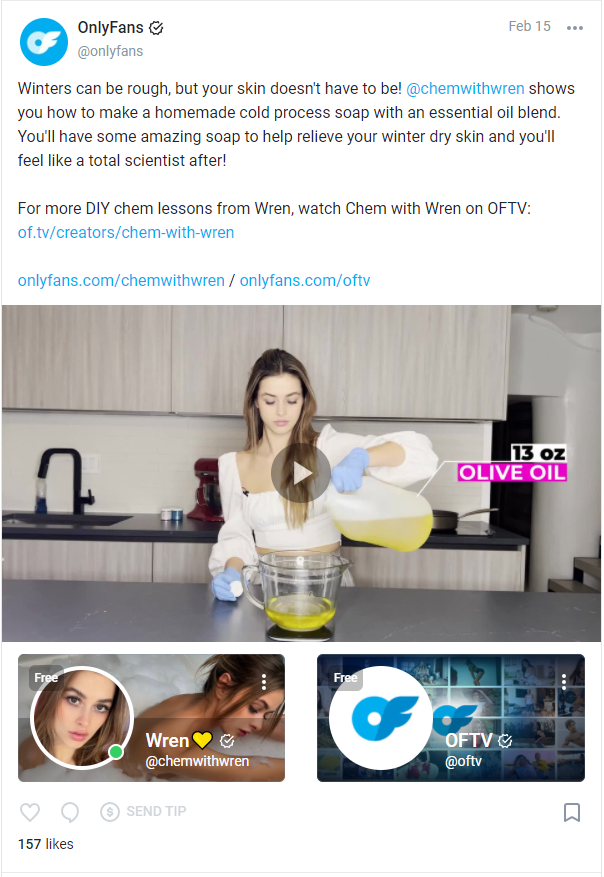 OnlyFans
Feb 15
@onlyfans
Winters can be rough, but your skin doesn't have to be! @chemwithwren shows
you how to make a homemade cold process soap with an essential oil blend.
You'll have some amazing soap to help relieve your winter dry skin and you'll
feel like a total scientist after!
For more DIY chem lessons from Wren, watch Chem with Wren on OFTV:
of.tv/creators/chem-with-wren
onlyfans.com/chemwithwren / onlyfans.com/oftv
13 oz
OLIVE OIL
Free
Wren💛
@chemwithwren
Free
OFTV
@oftv
SEND TIP
157 likes